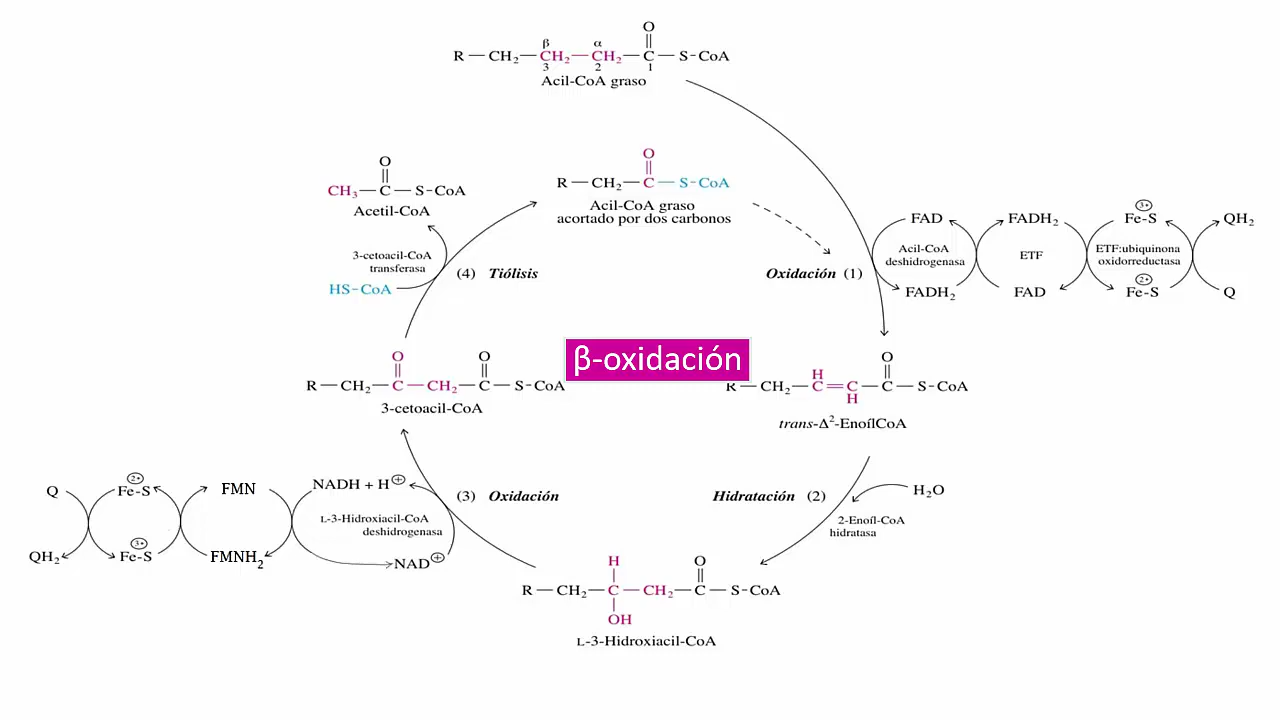 O
β α
R — CH₂ — CH₂ — CH₂ — C — S - CoA
3 2 1
Acil-CoA graso
O
R — CH₂ — C — S - CoA
Acil-CoA graso
acortado por dos carbonos
O
CH₃ — C — S - CoA
Acetil-CoA
3-cetoacil-CoA
transferasa
HS - CoA
(4) Tiólisis
Oxidación (1)
FAD FADH₂ 3+ Fe-S QH₂
Acil-CoA
deshidrogenasa
ETF
ETF:ubiquinona
oxidorreductasa
FADH₂ FAD 2+ Fe-S Q
β-oxidación
O O
R — CH₂ — C — CH₂ — C — S - CoA
3-cetoacil-CoA
H O
R — CH₂ — C = C — C — S - CoA
H
trans-Δ²-EnoílCoA
Q 2+ Fe-S FMN NADH + H⊕
(3) Oxidación
L-3-Hidroxiacil-CoA
deshidrogenasa
QH₂ 3+ Fe-S FMNH₂ NAD⊕
Hidratación (2)
H₂O
2-Enoíl-CoA
hidratasa
H O
R — CH₂ — C — CH₂ — C — S - CoA
OH
L-3-Hidroxiacil-CoA